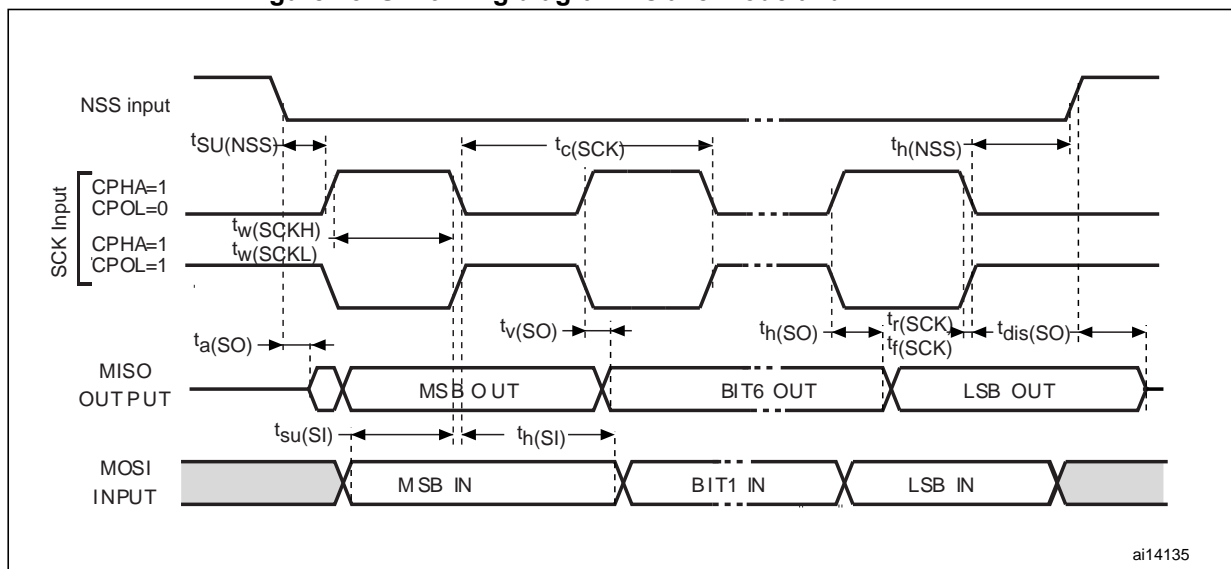 NSS input
tSU(NSS)
tc(SCK)
th(NSS)
SCK Input
CPHA=1
CPOL=0
tw(SCKH)
CPHA=1
tw(SCKL)
CPOL=1
ta(SO)
tv(SO)
th(SO)
tr(SCK)
tf(SCK)
tdis(SO)
MISO
OUTPUT
MSB OUT
BIT6 OUT
LSB OUT
tsu(SI)
th(SI)
MOSI
INPUT
MSB IN
BIT1 IN
LSB IN
ai14135